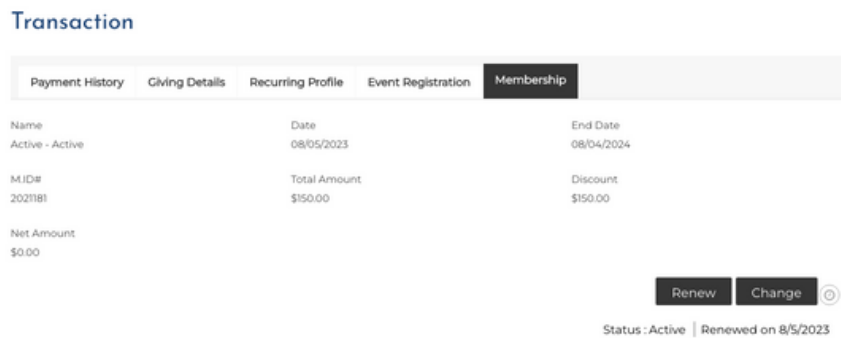 Transaction
Payment History Giving Details Recurring Profile Event Registration Membership
Name Date End Date
Active - Active 08/05/2023 08/04/2024
M.ID# Total Amount Discount
2021181 $150.00 $150.00
Net Amount
$0.00
Renew Change
Status : Active | Renewed on 8/5/2023